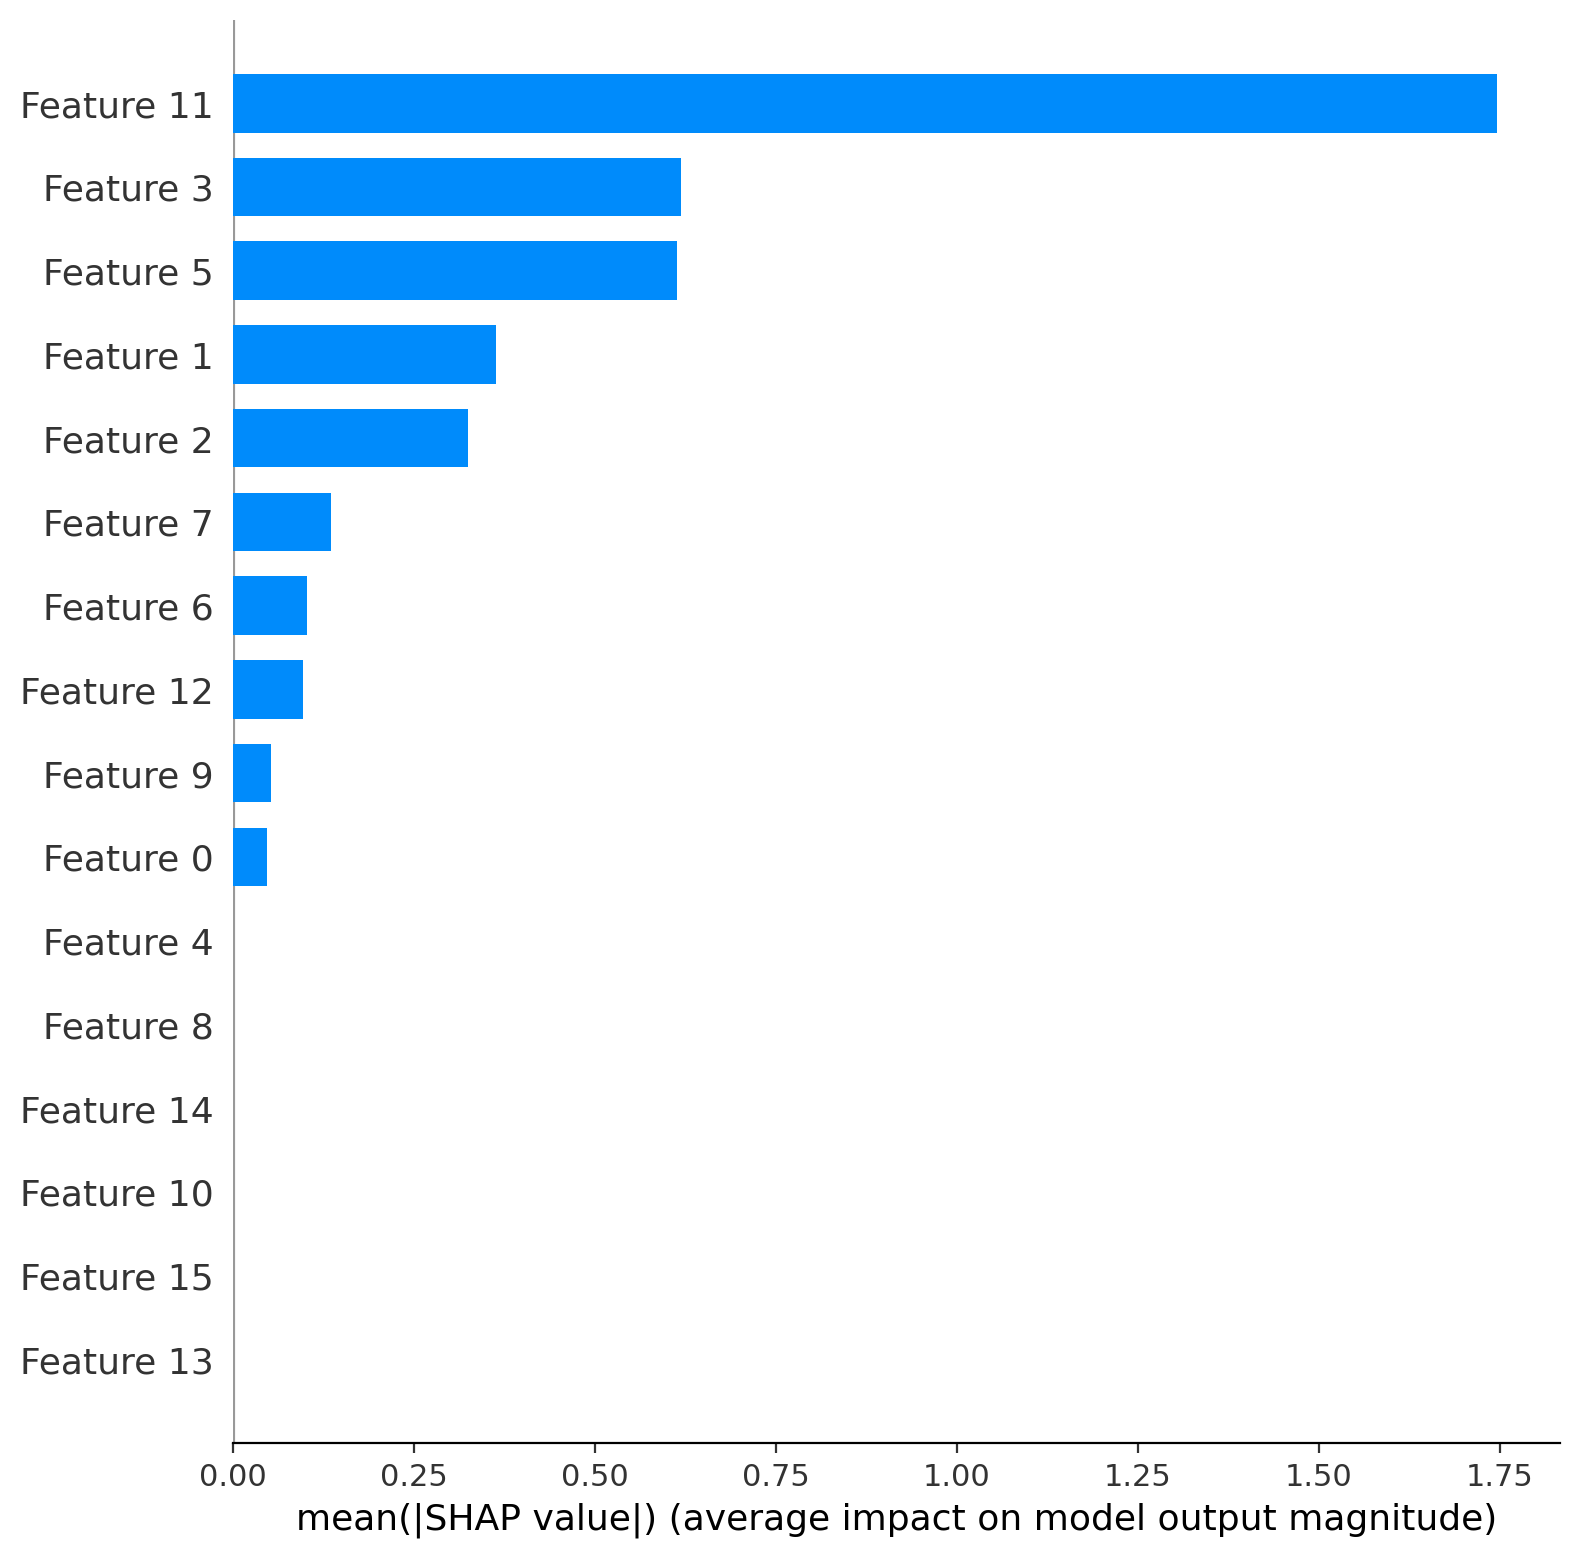 Feature 11
Feature 3
Feature 5
Feature 1
Feature 2
Feature 7
Feature 6
Feature 12
Feature 9
Feature 0
Feature 4
Feature 8
Feature 14
Feature 10
Feature 15
Feature 13
0.00 0.25 0.50 0.75 1.00 1.25 1.50 1.75
mean(|SHAP value|) (average impact on model output magnitude)